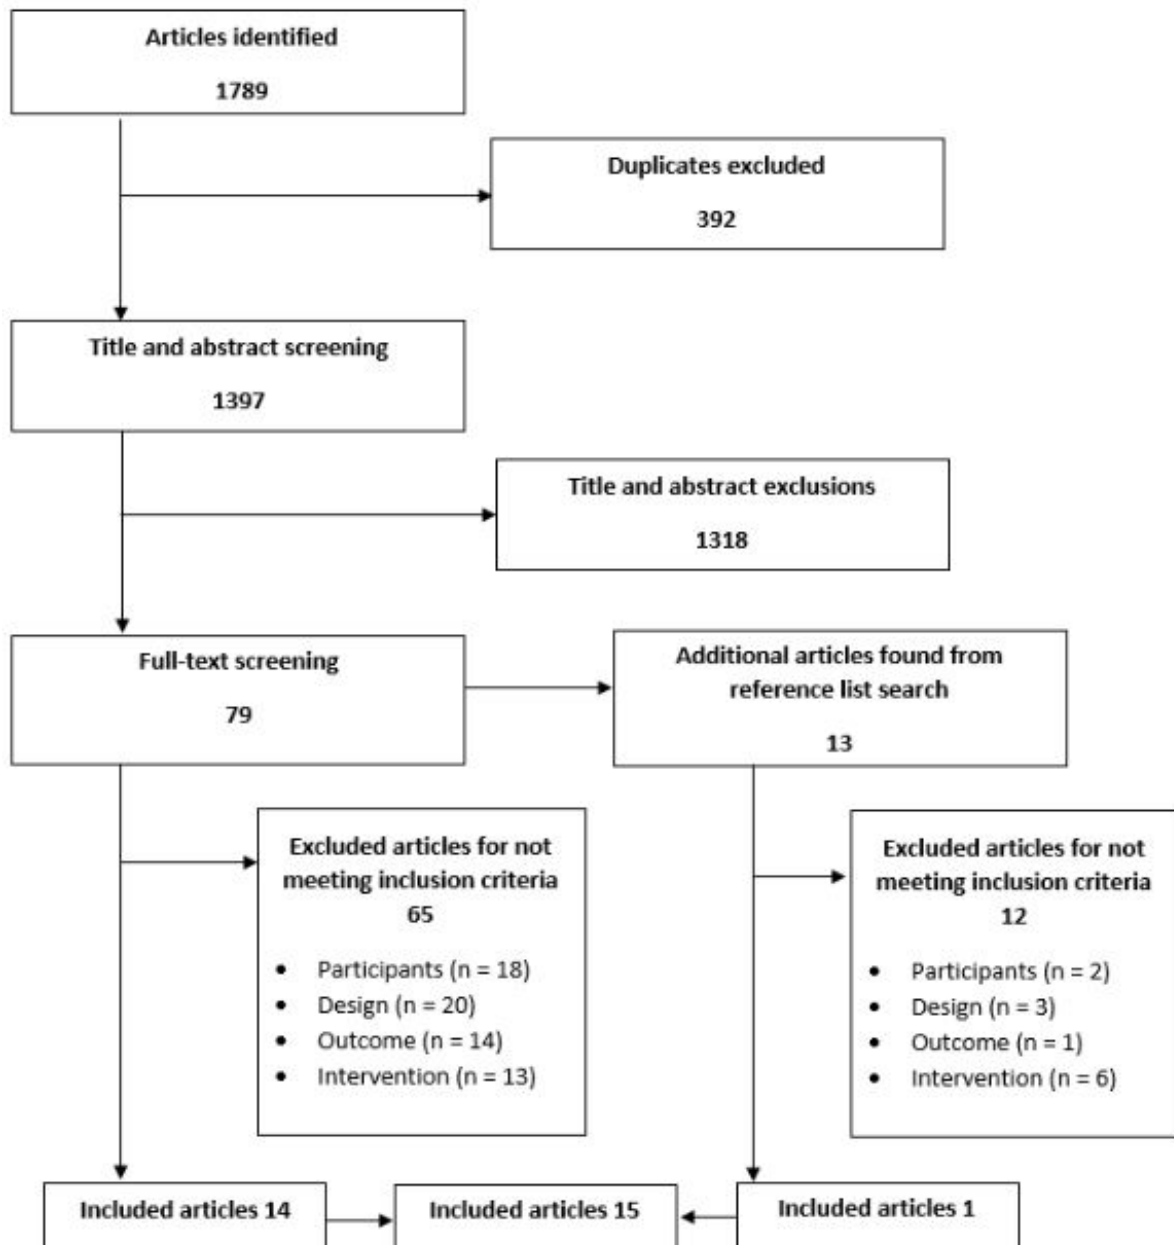 Articles identified
1789
Duplicates excluded
392
Title and abstract screening
1397
Title and abstract exclusions
1318
Full-text screening
79
Additional articles found from
reference list search
13
Excluded articles for not
meeting inclusion criteria
65
• Participants (n = 18)
• Design (n = 20)
• Outcome (n = 14)
• Intervention (n = 13)
Excluded articles for not
meeting inclusion criteria
12
• Participants (n = 2)
• Design (n = 3)
• Outcome (n = 1)
• Intervention (n = 6)
Included articles 14
Included articles 15
Included articles 1